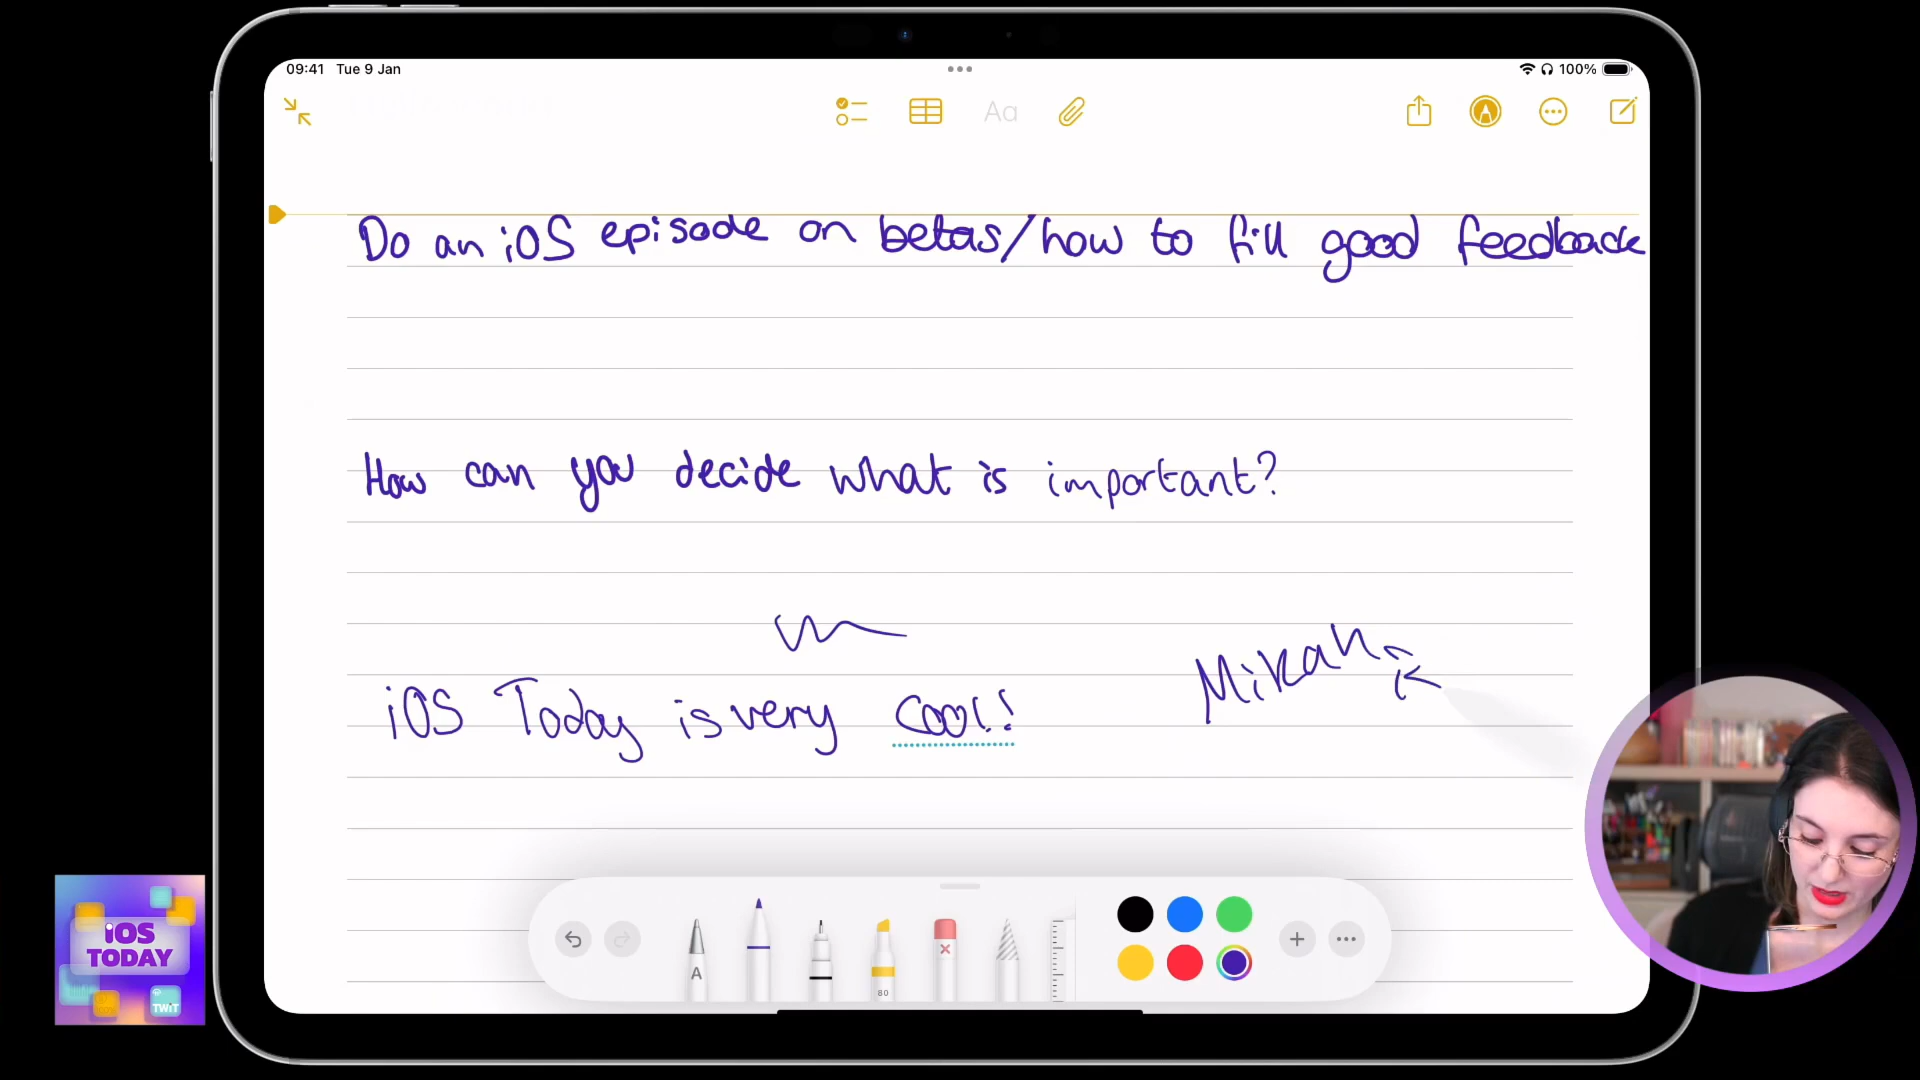 09:41 Tue 9 Jan 100%
Aa
Do an iOS episode on betas/how to fill good feedback
How can you decide what is important?
Mikah
iOS Today is very cool!!
A
80
iOS
TODAY
TWiT